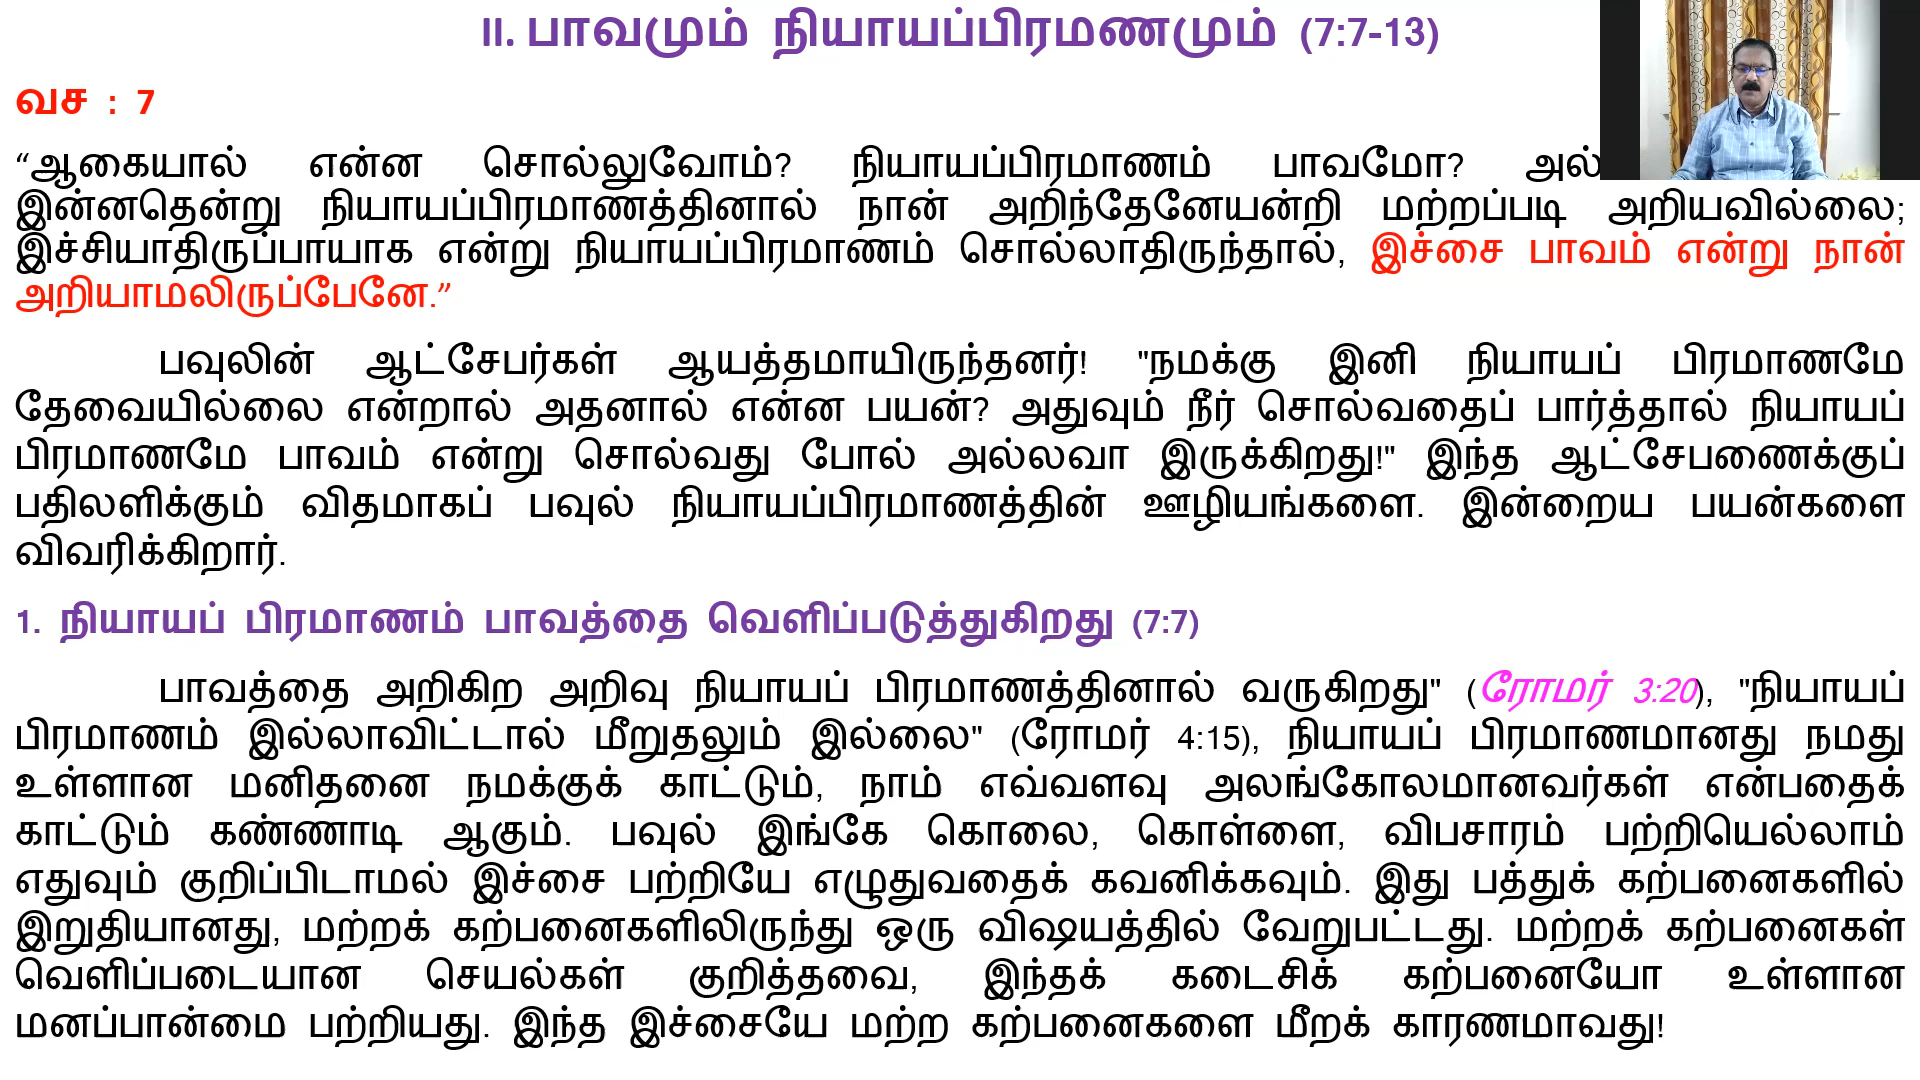 II. பாவமும் நியாயப்பிரமணமும் (7:7-13)
வச : 7
“ஆகையால் என்ன சொல்லுவோம்? நியாயப்பிரமாணம் பாவமோ?
இன்னதென்று நியாயப்பிரமாணத்தினால் நான் அறிந்தேனேயன்றி மற்றப்படி அறியவில்லை;
இச்சியாதிருப்பாயாக என்று நியாயப்பிரமாணம் சொல்லாதிருந்தால், இச்சை பாவம் என்று நான்
அறியாமலிருப்பேனே.”
பவுலின் ஆட்சேபர்கள் ஆயத்தமாயிருந்தனர்! "நமக்கு இனி நியாயப் பிரமாணமே
தேவையில்லை என்றால் அதனால் என்ன பயன்? அதுவும் நீர் சொல்வதைப் பார்த்தால் நியாயப்
பிரமாணமே பாவம் என்று சொல்வது போல் அல்லவா இருக்கிறது!" இந்த ஆட்சேபணைக்குப்
பதிலளிக்கும் விதமாகப் பவுல் நியாயப்பிரமாணத்தின் ஊழியங்களை. இன்றைய பயன்களை
விவரிக்கிறார்.
1. நியாயப் பிரமாணம் பாவத்தை வெளிப்படுத்துகிறது (7:7)
பாவத்தை அறிகிற அறிவு நியாயப் பிரமாணத்தினால் வருகிறது" (ரோமர் 3:20), "நியாயப்
பிரமாணம் இல்லாவிட்டால் மீறுதலும் இல்லை" (ரோமர் 4:15), நியாயப் பிரமாணமானது நமது
உள்ளான மனிதனை நமக்குக் காட்டும், நாம் எவ்வளவு அலங்கோலமானவர்கள் என்பதைக்
காட்டும் கண்ணாடி ஆகும். பவுல் இங்கே கொலை, கொள்ளை, விபசாரம் பற்றியெல்லாம்
எதுவும் குறிப்பிடாமல் இச்சை பற்றியே எழுதுவதைக் கவனிக்கவும். இது பத்துக் கற்பனைகளில்
இறுதியானது, மற்றக் கற்பனைகளிலிருந்து ஒரு விஷயத்தில் வேறுபட்டது. மற்றக் கற்பனைகள்
வெளிப்படையான செயல்கள் குறித்தவை, இந்தக் கடைசிக் கற்பனையோ உள்ளான
மனப்பான்மை பற்றியது. இந்த இச்சையே மற்ற கற்பனைகளை மீறக் காரணமாவது!